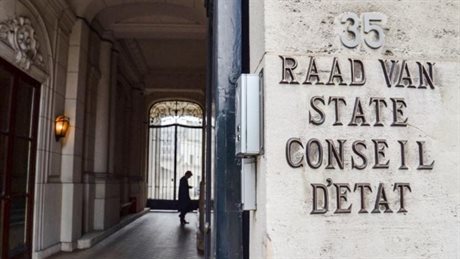 35
RAAD VAN
STATE
CONSEIL
D'ETAT